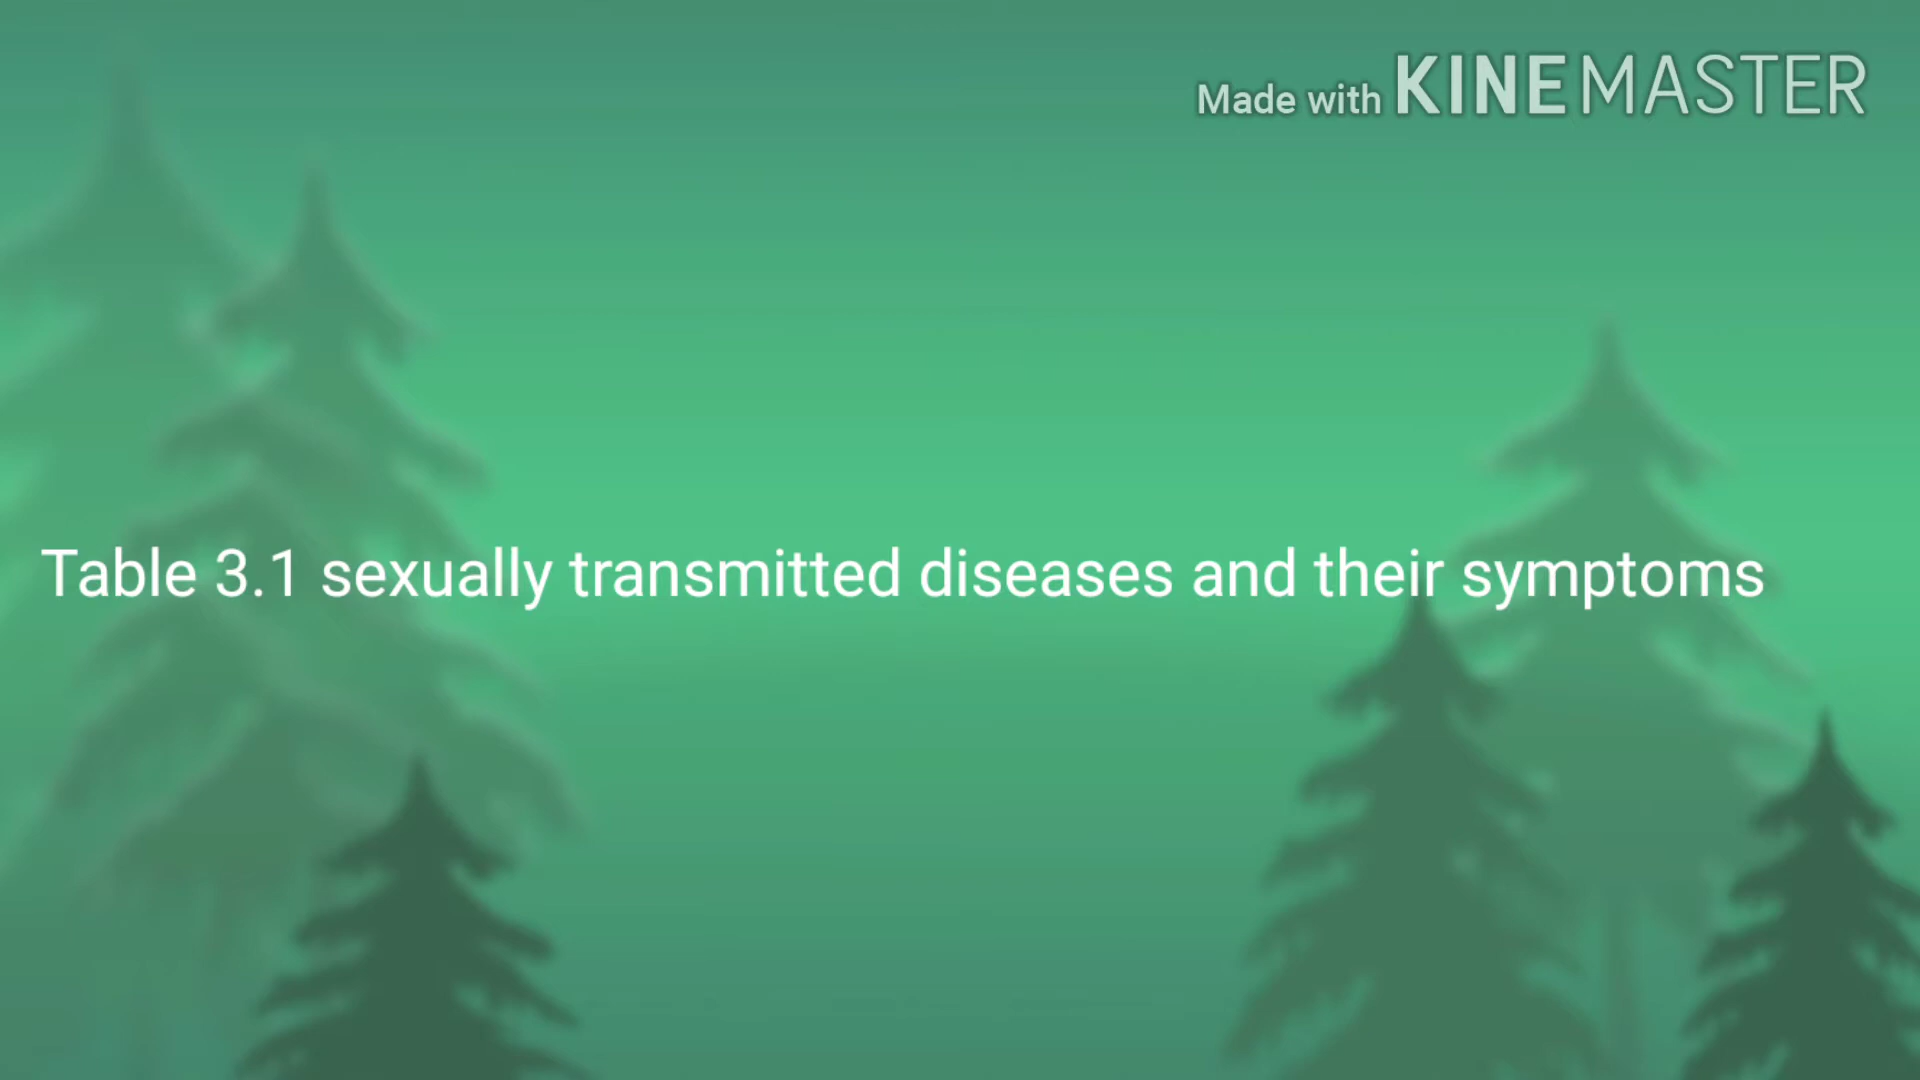 Made with KINEMASTER
Table 3.1 sexually transmitted diseases and their symptoms